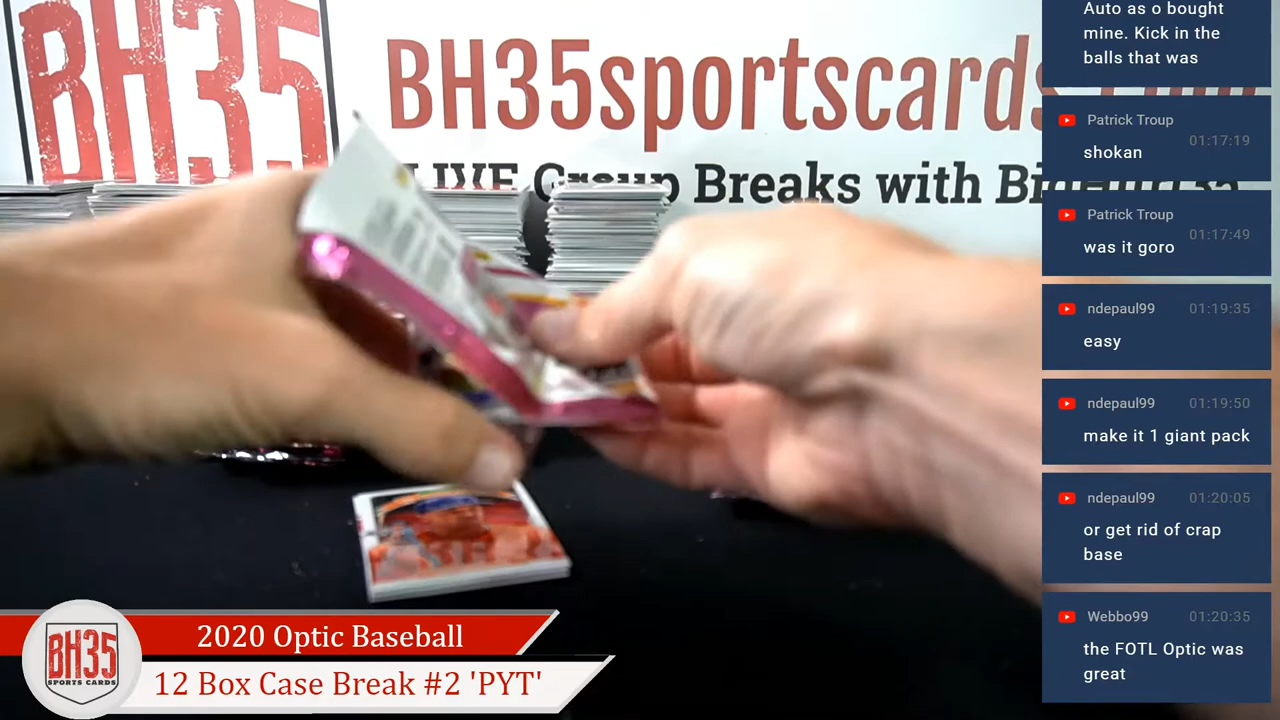 BH35
BH35sportscards
LIVE Group Breaks with
Auto as o bought
mine. Kick in the
balls that was
Patrick Troup 01:17:19
shokan
Patrick Troup 01:17:49
was it goro
ndepaul99 01:19:35
easy
ndepaul99 01:19:50
make it 1 giant pack
ndepaul99 01:20:05
or get rid of crap
base
Webbo99 01:20:35
the FOTL Optic was
great
BH35
SPORTS CARDS
2020 Optic Baseball
12 Box Case Break #2 'PYT'